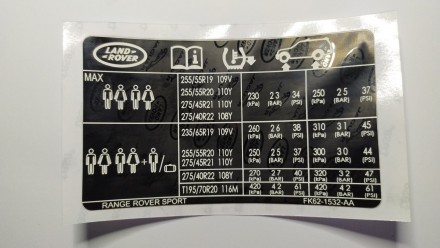 LAND-
ROVER
MAX
255/55R19 109V
255/55R20 110Y
275/45R21 110Y
275/40R22 108Y
230 (kPa) 2.3 (BAR) 34 (PSI) 250 (kPa) 2.5 (BAR) 37 (PSI)
235/65R19 109V 260 (kPa) 2.6 (BAR) 38 (PSI) 310 (kPa) 3.1 (BAR) 45 (PSI)
255/55R20 110Y
275/45R21 110Y
250 (kPa) 2.5 (BAR) 37 (PSI) 300 (kPa) 3.0 (BAR) 44 (PSI)
275/40R22 108Y 270 (kPa) 2.7 (BAR) 40 (PSI) 320 (kPa) 3.2 (BAR) 47 (PSI)
T195/70R20 116M 420 (kPa) 4.2 (BAR) 61 (PSI) 420 (kPa) 4.2 (BAR) 61 (PSI)
RANGE ROVER SPORT FK62-1532-AA